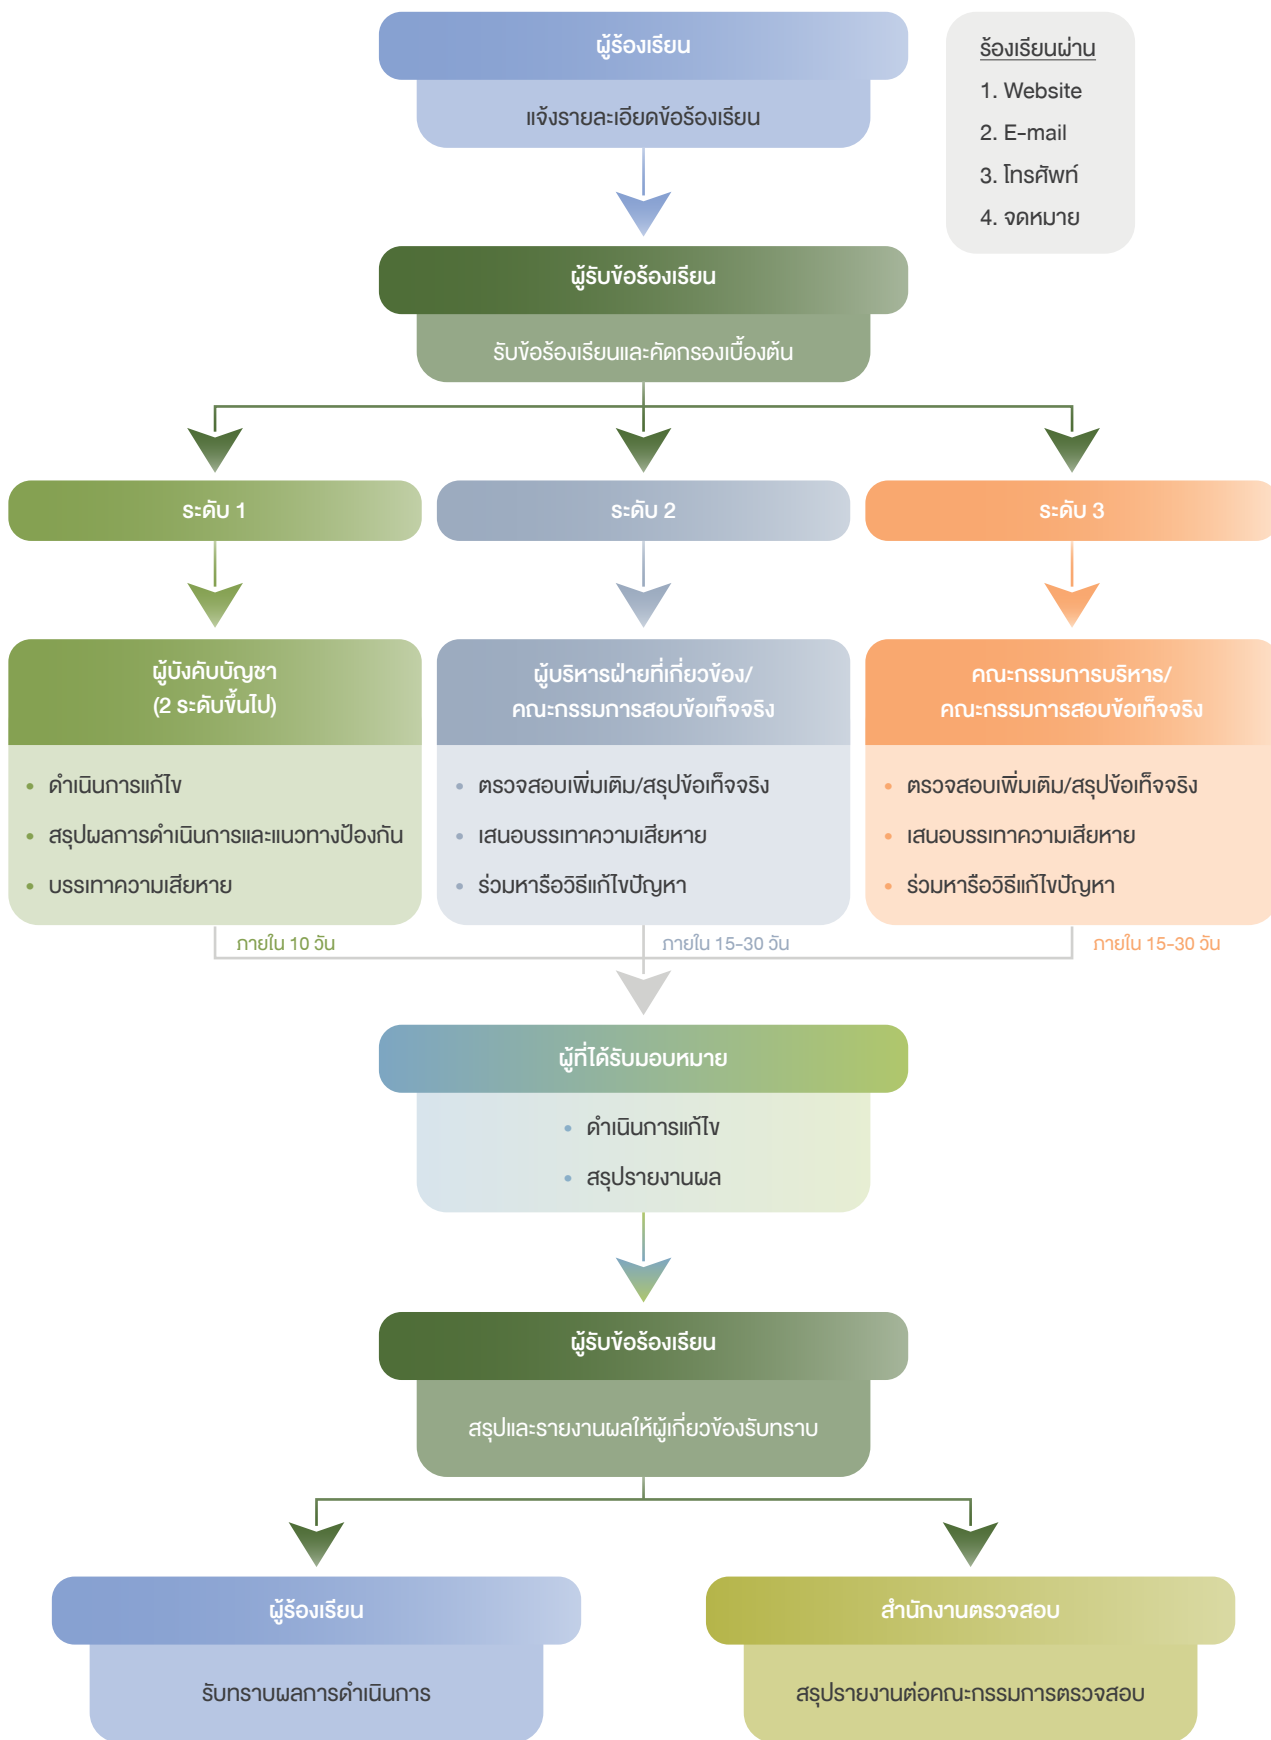 ผู้ร้องเรียน
แจ้งรายละเอียดข้อร้องเรียน
ร้องเรียนผ่าน
1. Website
2. E-mail
3. โทรศัพท์
4. จดหมาย
ผู้รับข้อร้องเรียน
รับข้อร้องเรียนและคัดกรองเบื้องต้น
ระดับ 1
ระดับ 2
ระดับ 3
ผู้บังคับบัญชา
(2 ระดับขึ้นไป)
• ดำเนินการแก้ไข
• สรุปผลการดำเนินการและแนวทางป้องกัน
• บรรเทาความเสียหาย
ภายใน 10 วัน
ผู้บริหารฝ่ายที่เกี่ยวข้อง/
คณะกรรมการสอบข้อเท็จจริง
• ตรวจสอบเพิ่มเติม/สรุปข้อเท็จจริง
• เสนอบรรเทาความเสียหาย
• ร่วมหารือวิธีแก้ไขปัญหา
ภายใน 15-30 วัน
คณะกรรมการบริหาร/
คณะกรรมการสอบข้อเท็จจริง
• ตรวจสอบเพิ่มเติม/สรุปข้อเท็จจริง
• เสนอบรรเทาความเสียหาย
• ร่วมหารือวิธีแก้ไขปัญหา
ภายใน 15-30 วัน
ผู้ที่ได้รับมอบหมาย
• ดำเนินการแก้ไข
• สรุปรายงานผล
ผู้รับข้อร้องเรียน
สรุปและรายงานผลให้ผู้เกี่ยวข้องรับทราบ
ผู้ร้องเรียน
รับทราบผลการดำเนินการ
สำนักงานตรวจสอบ
สรุปรายงานต่อคณะกรรมการตรวจสอบ